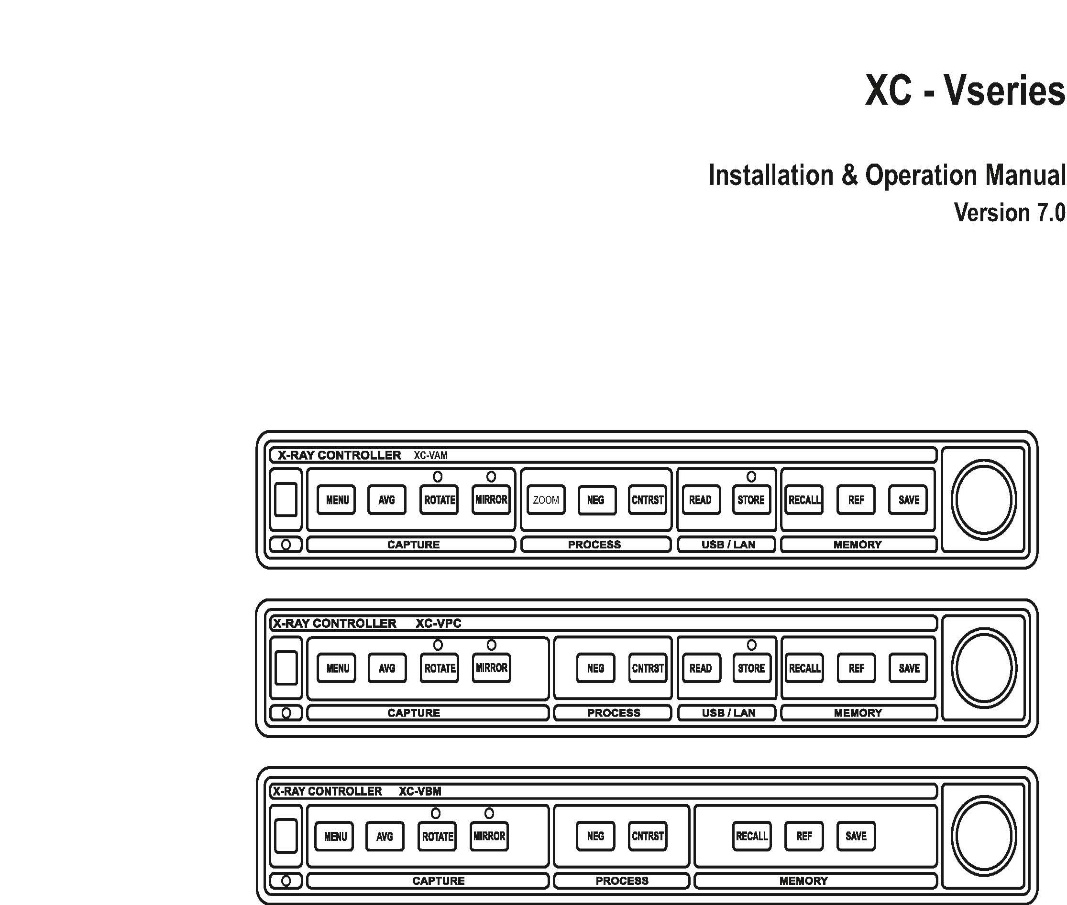 XC - Vseries
Installation & Operation Manual
Version 7.0
X-RAY CONTROLLER XC-VAM
MENU AVG ROTATE MIRROR ZOOM NEG CNTRST READ STORE RECALL REF SAVE
CAPTURE PROCESS USB / LAN MEMORY
X-RAY CONTROLLER XC-VPC
MENU AVG ROTATE MIRROR NEG CNTRST READ STORE RECALL REF SAVE
CAPTURE PROCESS USB / LAN MEMORY
X-RAY CONTROLLER XC-VBM
MENU AVG ROTATE MIRROR NEG CNTRST RECALL REF SAVE
CAPTURE PROCESS MEMORY